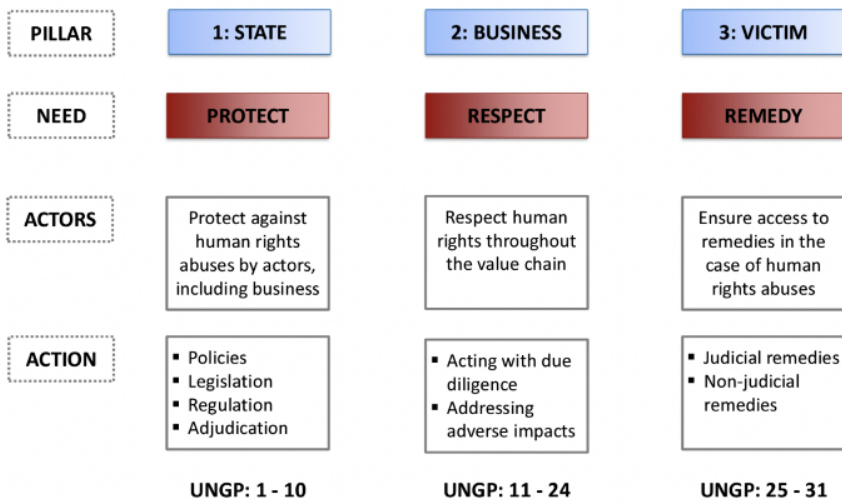 PILLAR
1: STATE
2: BUSINESS
3: VICTIM
NEED
PROTECT
RESPECT
REMEDY
ACTORS
Protect against
human rights
abuses by actors,
including business
Respect human
rights throughout
the value chain
Ensure access to
remedies in the
case of human
rights abuses
ACTION
▪ Policies
▪ Legislation
▪ Regulation
▪ Adjudication
▪ Acting with due
diligence
▪ Addressing
adverse impacts
▪ Judicial remedies
▪ Non-judicial
remedies
UNGP: 1 - 10
UNGP: 11 - 24
UNGP: 25 - 31